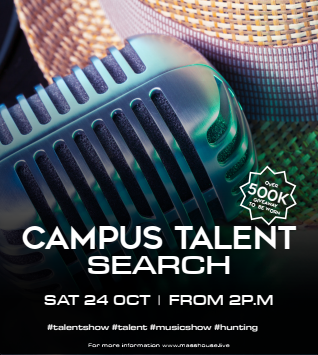 OVER
500K
GIVEAWAY
TO BE WON
CAMPUS TALENT
SEARCH
SAT 24 OCT | FROM 2P.M
#talentshow #talent #musicshow #hunting
For more information www.masshouse.live